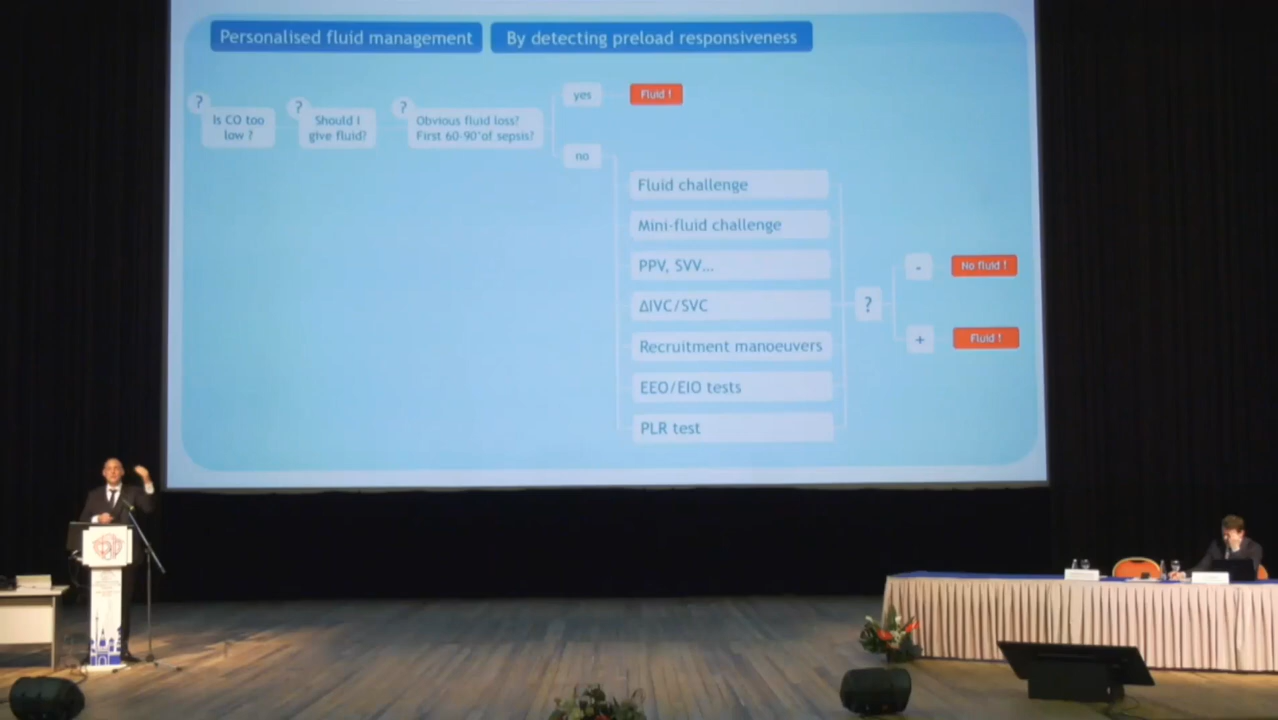 Personalised fluid management
By detecting preload responsiveness
?
Is CO too
low ?
?
Should I
give fluid?
?
Obvious fluid loss?
First 60-90'of sepsis?
yes
Fluid !
no
Fluid challenge
Mini-fluid challenge
PPV, SVV...
ΔIVC/SVC
Recruitment manoeuvers
EEO/EIO tests
PLR test
?
-
No fluid !
+
Fluid !